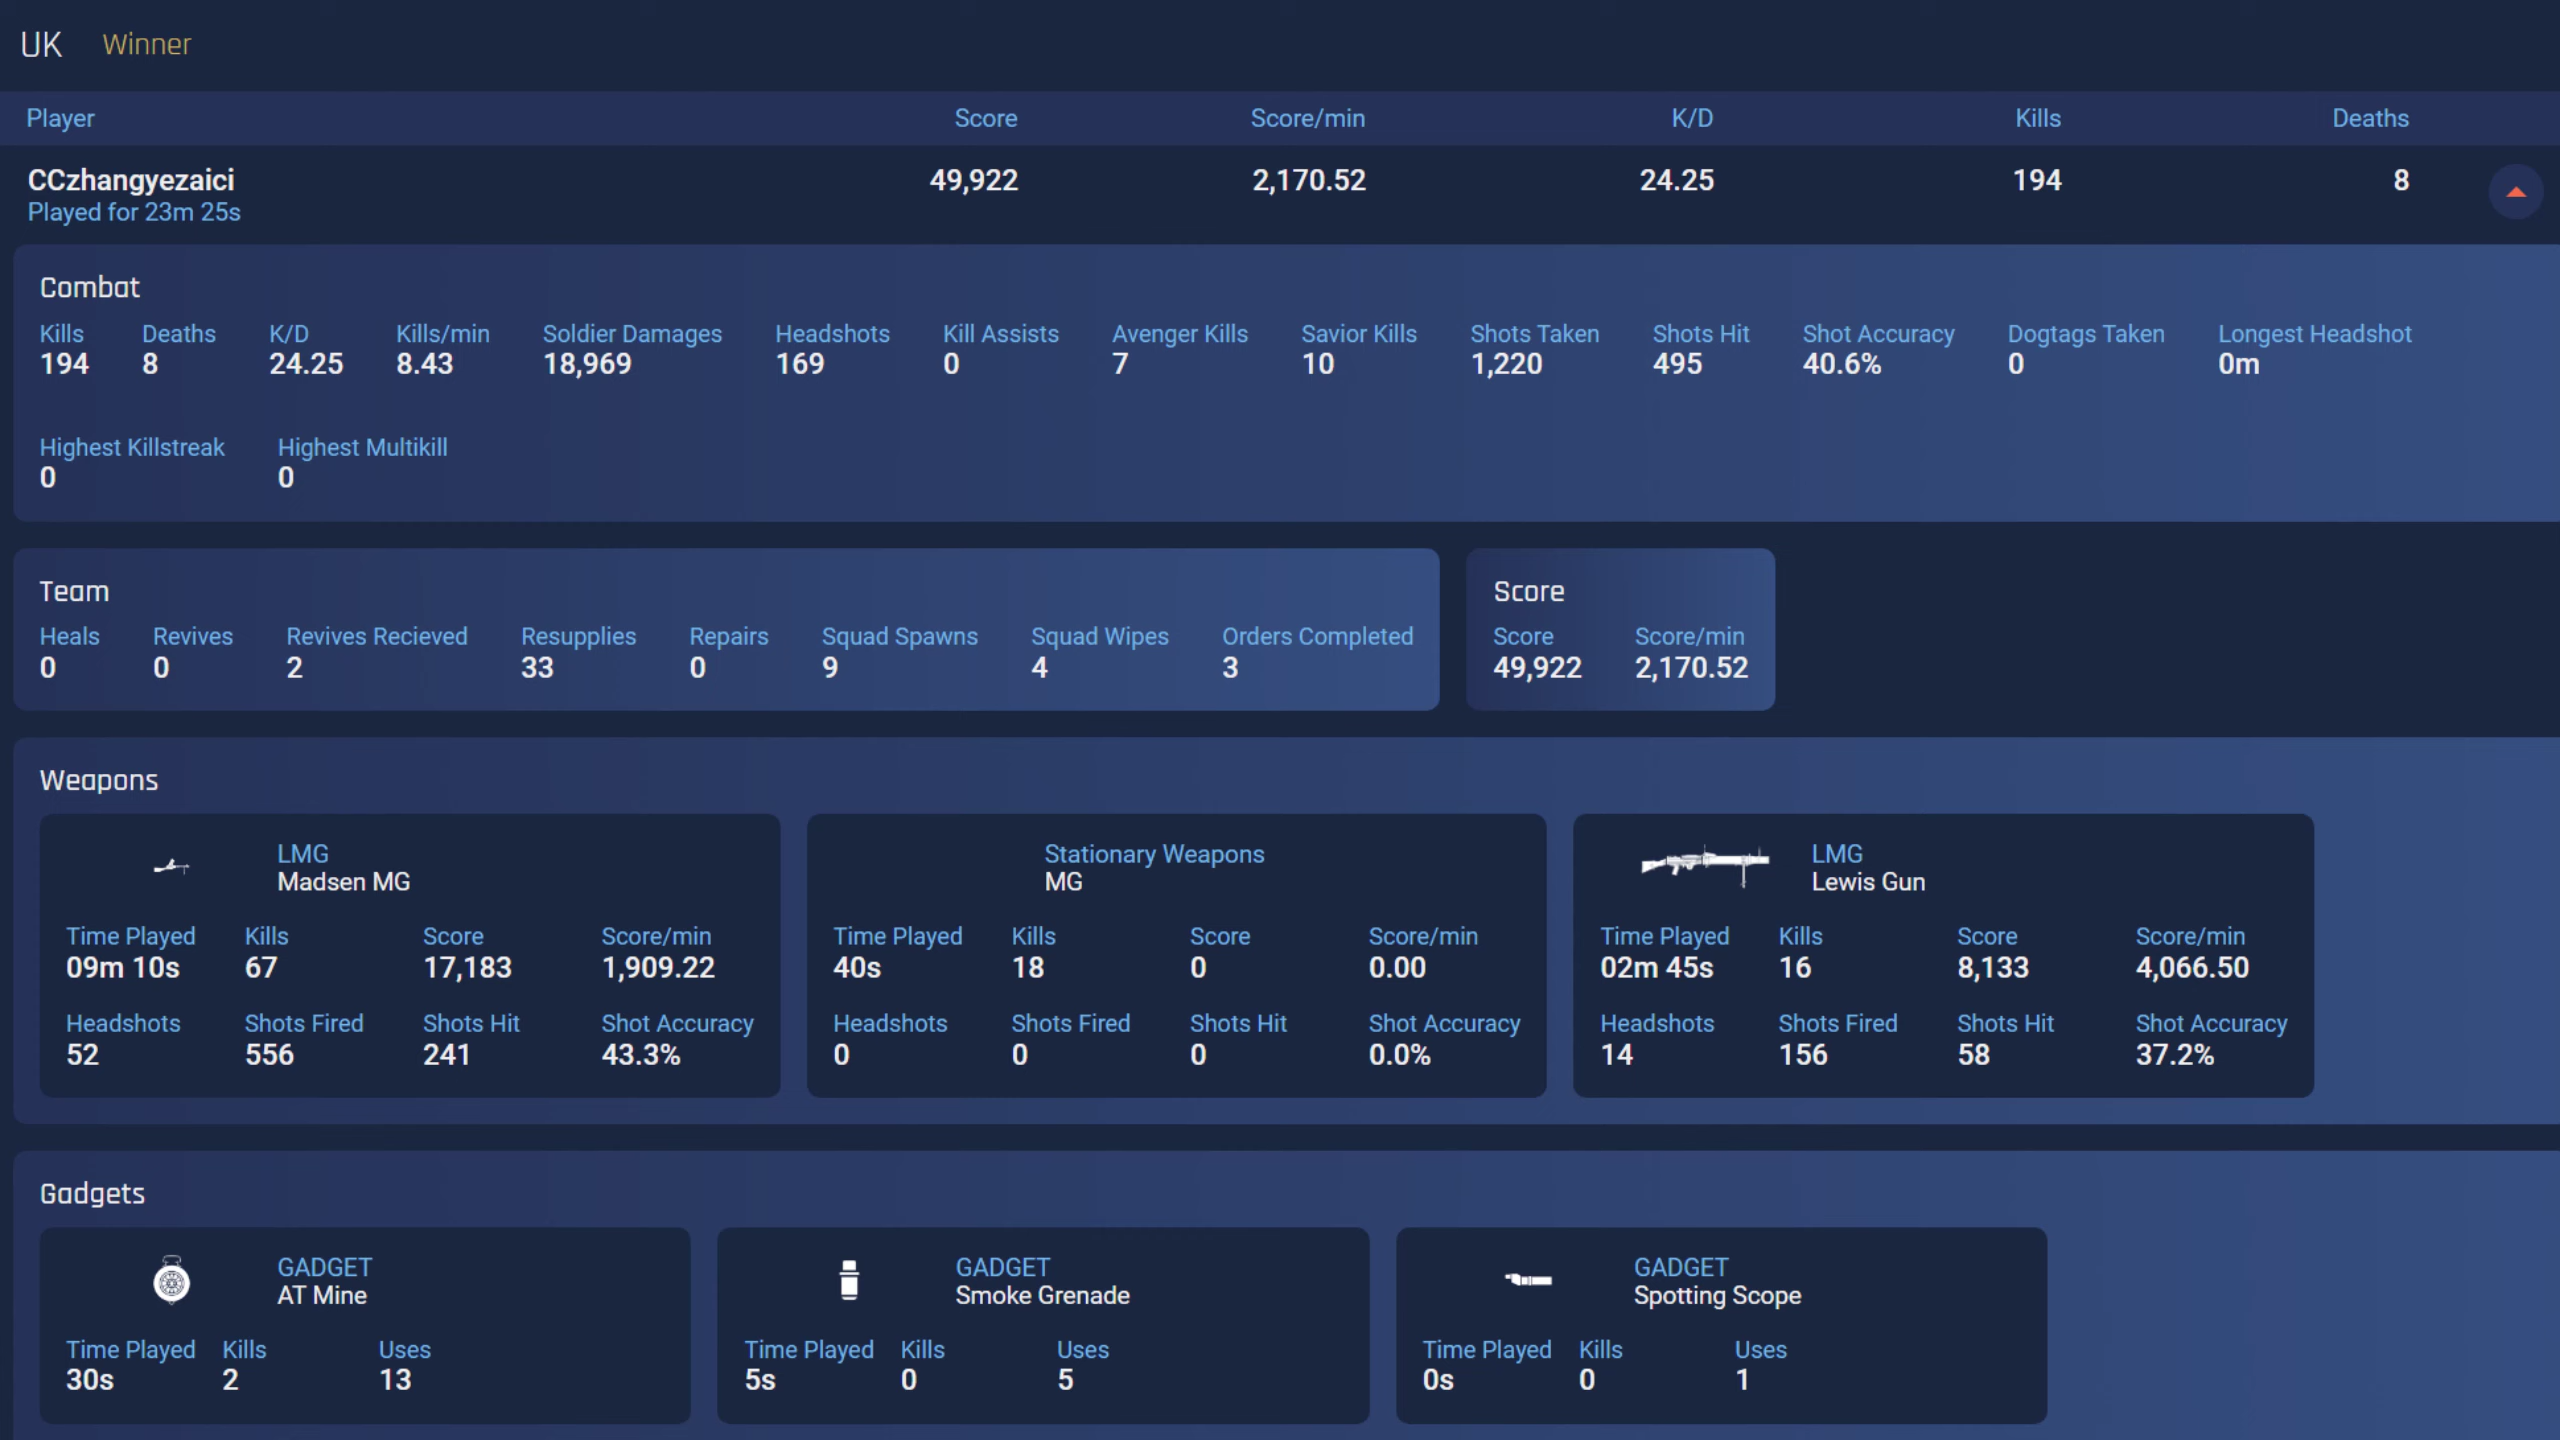 UK Winner
Player Score Score/min K/D Kills Deaths
CCzhangyezaici 49,922 2,170.52 24.25 194 8
Played for 23m 25s
Combat
Kills Deaths K/D Kills/min Soldier Damages Headshots Kill Assists Avenger Kills Savior Kills Shots Taken Shots Hit Shot Accuracy Dogtags Taken Longest Headshot
194 8 24.25 8.43 18,969 169 0 7 10 1,220 495 40.6% 0 0m
Highest Killstreak Highest Multikill
0 0
Team
Heals Revives Revives Recieved Resupplies Repairs Squad Spawns Squad Wipes Orders Completed
0 0 2 33 0 9 4 3
Score
Score Score/min
49,922 2,170.52
Weapons
LMG
Madsen MG
Time Played Kills Score Score/min
09m 10s 67 17,183 1,909.22
Headshots Shots Fired Shots Hit Shot Accuracy
52 556 241 43.3%
Stationary Weapons
MG
Time Played Kills Score Score/min
40s 18 0 0.00
Headshots Shots Fired Shots Hit Shot Accuracy
0 0 0 0.0%
LMG
Lewis Gun
Time Played Kills Score Score/min
02m 45s 16 8,133 4,066.50
Headshots Shots Fired Shots Hit Shot Accuracy
14 156 58 37.2%
Gadgets
GADGET
AT Mine
Time Played Kills Uses
30s 2 13
GADGET
Smoke Grenade
Time Played Kills Uses
5s 0 5
GADGET
Spotting Scope
Time Played Kills Uses
0s 0 1